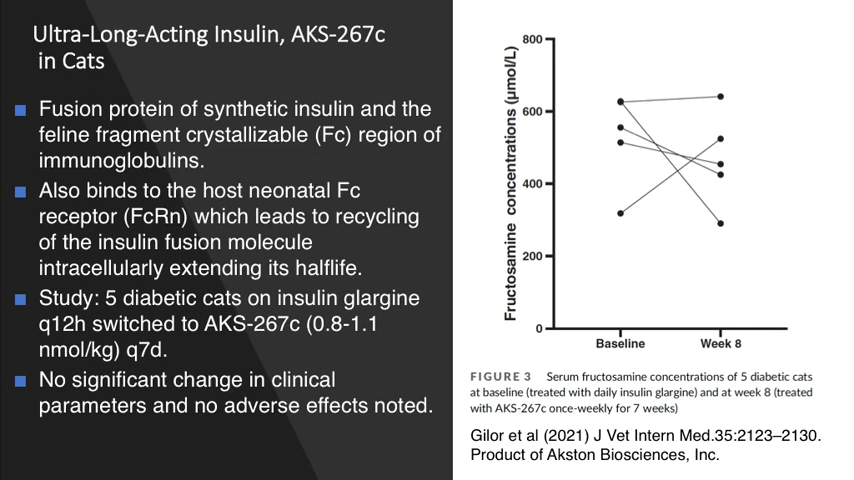 Ultra-Long-Acting Insulin, AKS-267c
in Cats
Fusion protein of synthetic insulin and the
feline fragment crystallizable (Fc) region of
immunoglobulins.
Also binds to the host neonatal Fc
receptor (FcRn) which leads to recycling
of the insulin fusion molecule
intracellularly extending its halflife.
Study: 5 diabetic cats on insulin glargine
q12h switched to AKS-267c (0.8-1.1
nmol/kg) q7d.
No significant change in clinical
parameters and no adverse effects noted.
Fructosamine concentrations (μmol/L)
800
600
400
200
0
Baseline
Week 8
FIGURE 3 Serum fructosamine concentrations of 5 diabetic cats
at baseline (treated with daily insulin glargine) and at week 8 (treated
with AKS-267c once-weekly for 7 weeks)
Gilor et al (2021) J Vet Intern Med.35:2123–2130.
Product of Akston Biosciences, Inc.